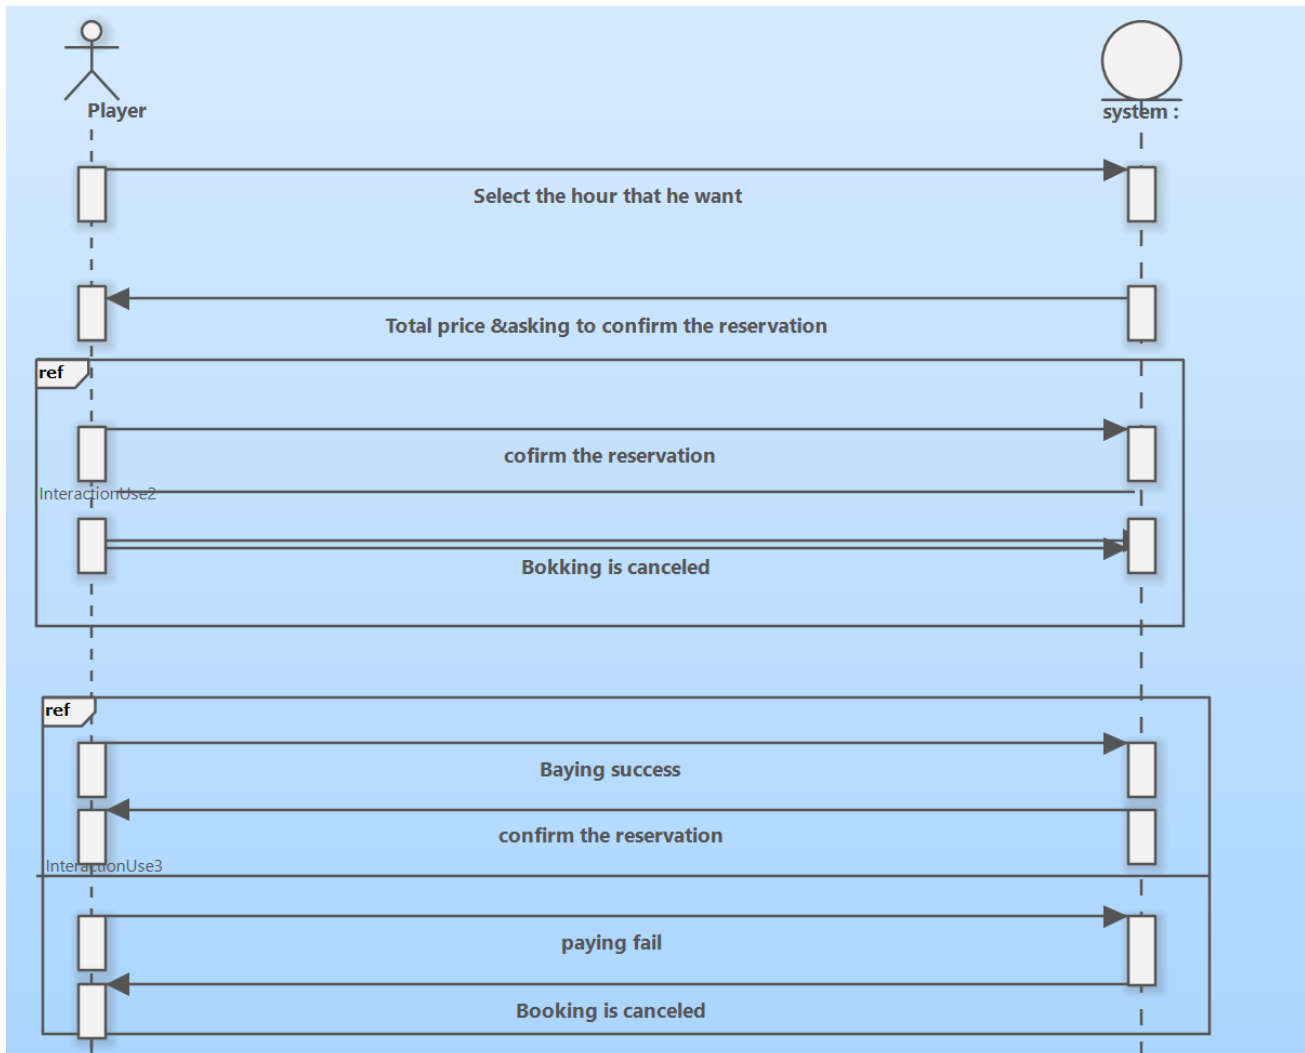 Player
system :
Select the hour that he want
Total price &asking to confirm the reservation
ref
cofirm the reservation
InteractionUse2
Bokking is canceled
ref
Baying success
confirm the reservation
InteractionUse3
paying fail
Booking is canceled